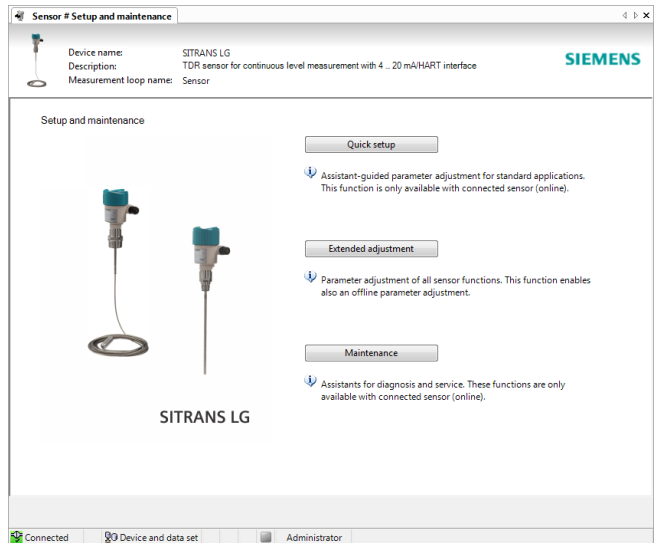 Sensor # Setup and maintenance
Device name: SITRANS LG
Description: TDR sensor for continuous level measurement with 4 .. 20 mA/HART interface
Measurement loop name: Sensor
SIEMENS
Setup and maintenance
Quick setup
Assistant-guided parameter adjustment for standard applications.
This function is only available with connected sensor (online).
Extended adjustment
Parameter adjustment of all sensor functions. This function enables
also an offline parameter adjustment.
Maintenance
Assistants for diagnosis and service. These functions are only
available with connected sensor (online).
SITRANS LG
Connected Device and data set Administrator